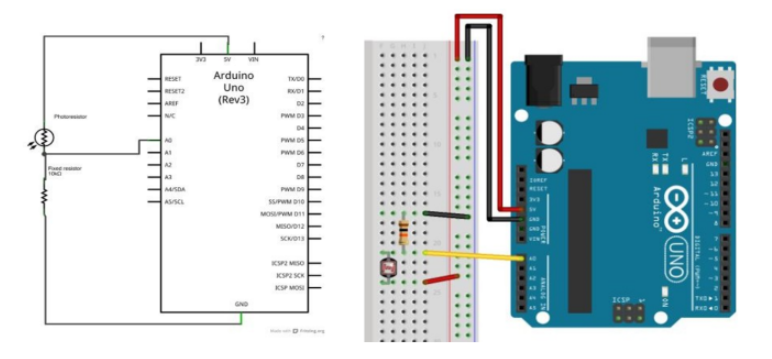 ?
3V3
5V
VIN
Arduino
Uno
(Rev3)
RESET
RESET2
AREF
N/C
A0
A1
A2
A3
A4/SDA
A5/SCL
TX/D0
RX/D1
D2
PWM D3
D4
PWM D5
PWM D6
D7
D8
PWM D9
SS/PWM D10
MOSI/PWM D11
MISO/D12
SCK/D13
ICSP2 MISO
ICSP2 SCK
ICSP MOSI
GND
Photoresistor
Fixed resistor
10kΩ
Made with Fritzing.org
RESET
ICSP2
IOREF
RESET
3V3
5V
GND
GND
VIN
POWER
A0
A1
A2
A3
A4
A5
ANALOG IN
AREF
GND
13
12
~11
~10
~9
8
7
~6
~5
4
~3
2
TX▸1
RX◂0
DIGITAL (PWM~)
TX
RX
L
Arduino
UNO
ON
ICSP